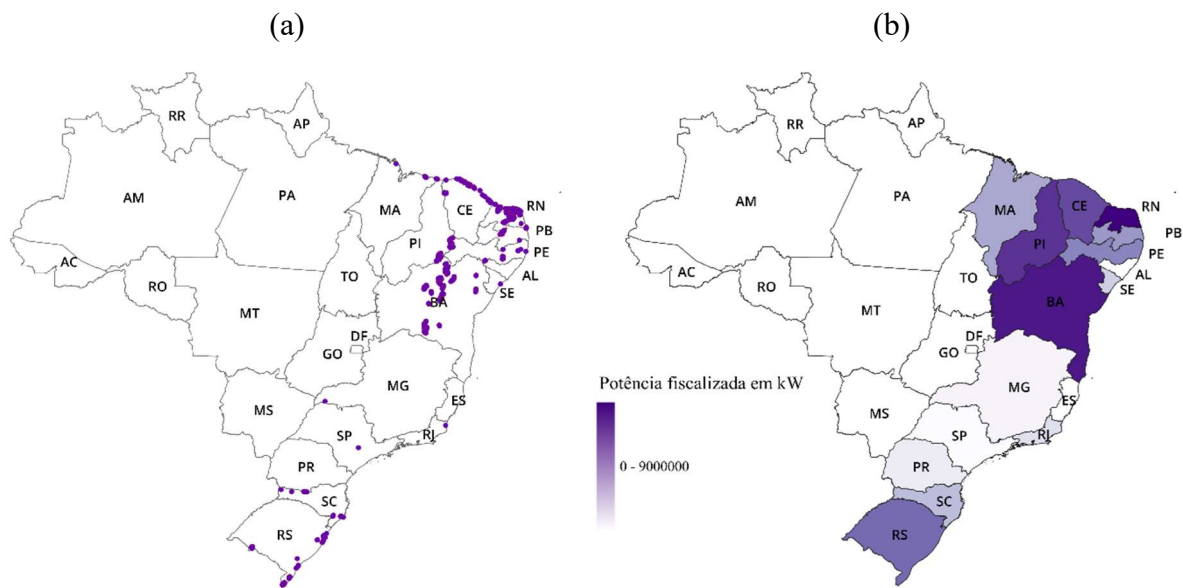 (a)
(b)
RR
AP
AM
PA
MA
CE
RN
PB
PI
PE
AC
AL
TO
SE
RO
BA
MT
DF
GO
MG
ES
MS
SP
RJ
PR
SC
RS
RR
AP
AM
PA
MA
CE
RN
PB
PI
PE
AC
AL
TO
SE
RO
BA
MT
DF
GO
Potência fiscalizada em kW
MG
ES
MS
SP
RJ
0 - 9000000
PR
SC
RS